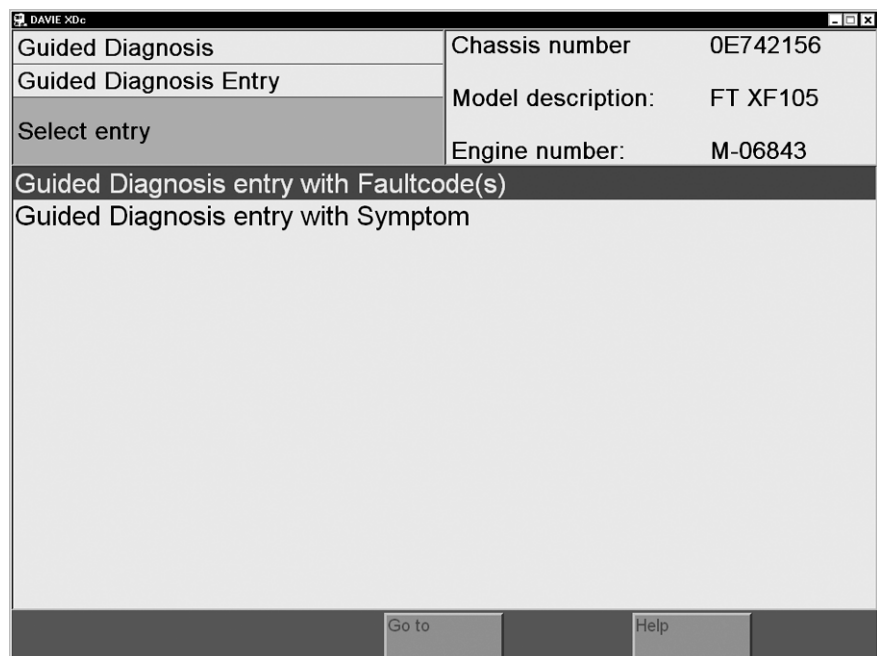 DAVIE XDc
Guided Diagnosis
Guided Diagnosis Entry
Select entry
Chassis number 0E742156
Model description: FT XF105
Engine number: M-06843
Guided Diagnosis entry with Faultcode(s)
Guided Diagnosis entry with Symptom
Go to
Help